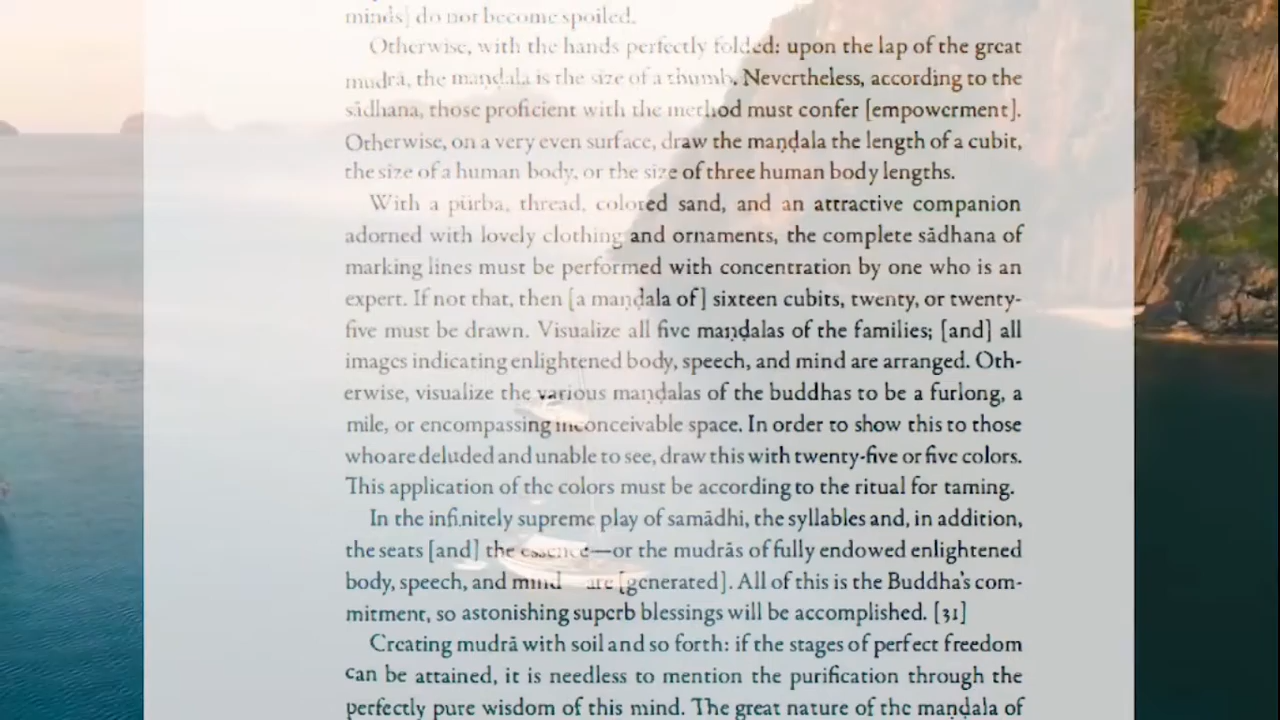 minds] do not become spoiled.
Otherwise, with the hands perfectly folded: upon the lap of the great
mudrā, the maṇḍala is the size of a thumb. Nevertheless, according to the
sādhana, those proficient with the method must confer [empowerment].
Otherwise, on a very even surface, draw the maṇḍala the length of a cubit,
the size of a human body, or the size of three human body lengths.
With a pūrba, thread, colored sand, and an attractive companion
adorned with lovely clothing and ornaments, the complete sādhana of
marking lines must be performed with concentration by one who is an
expert. If not that, then [a maṇḍala of] sixteen cubits, twenty, or twenty-
five must be drawn. Visualize all five maṇḍalas of the families; [and] all
images indicating enlightened body, speech, and mind are arranged. Oth-
erwise, visualize the various maṇḍalas of the buddhas to be a furlong, a
mile, or encompassing inconceivable space. In order to show this to those
who are deluded and unable to see, draw this with twenty-five or five colors.
This application of the colors must be according to the ritual for taming.
In the infinitely supreme play of samādhi, the syllables and, in addition,
the seats [and] the essence—or the mudrās of fully endowed enlightened
body, speech, and mind—are [generated]. All of this is the Buddha's com-
mitment, so astonishing superb blessings will be accomplished. [31]
Creating mudrā with soil and so forth: if the stages of perfect freedom
can be attained, it is needless to mention the purification through the
perfectly pure wisdom of this mind. The great nature of the maṇḍala of